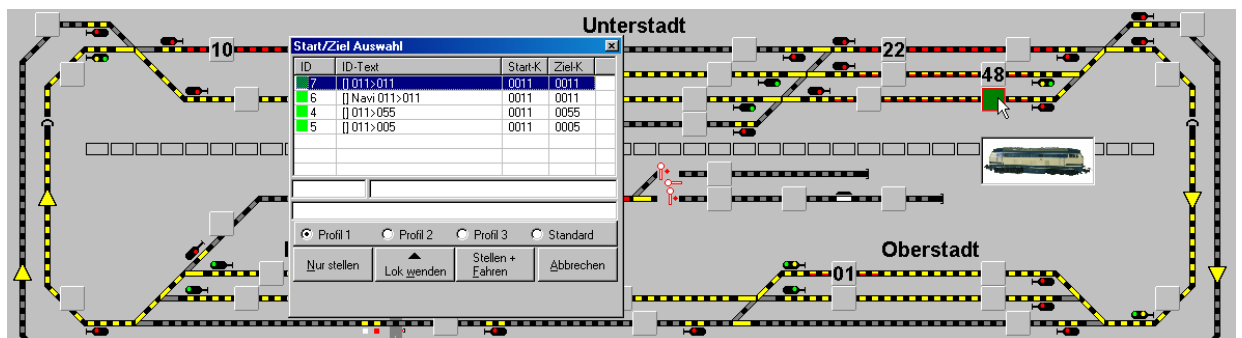 Unterstadt
10
22
48
Start/Ziel Auswahl
ID ID-Text Start-K Ziel-K
7 [] 011>011 0011 0011
6 [] Navi 011>011 0011 0011
4 [] 011>055 0011 0055
5 [] 011>005 0011 0005
Profil 1 Profil 2 Profil 3 Standard
Nur stellen Lok wenden Stellen + Fahren Abbrechen
Oberstadt
01